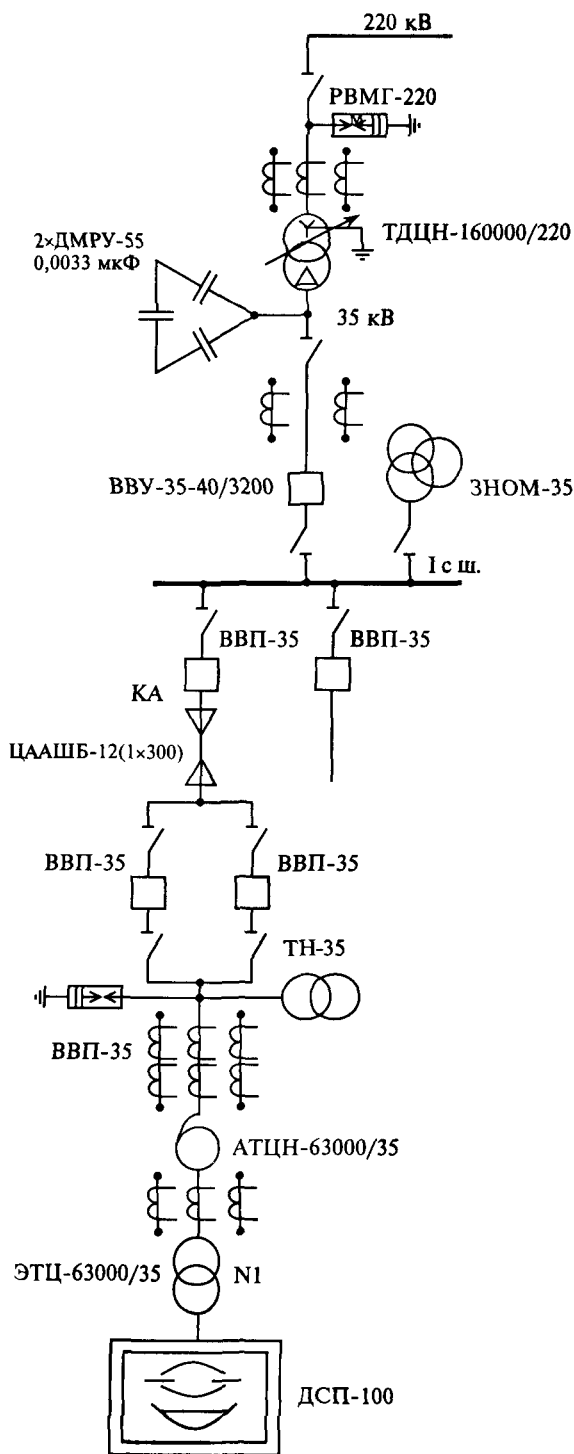 220 кВ
РВМГ-220
ТДЦН-160000/220
2×ДМРУ-55
0,0033 мкФ
35 кВ
ВВУ-35-40/3200
ЗНОМ-35
I с ш.
ВВП-35
ВВП-35
КА
ЦААШБ-12(1×300)
ВВП-35
ВВП-35
ТН-35
ВВП-35
АТЦН-63000/35
ЭТЦ-63000/35
N1
ДСП-100